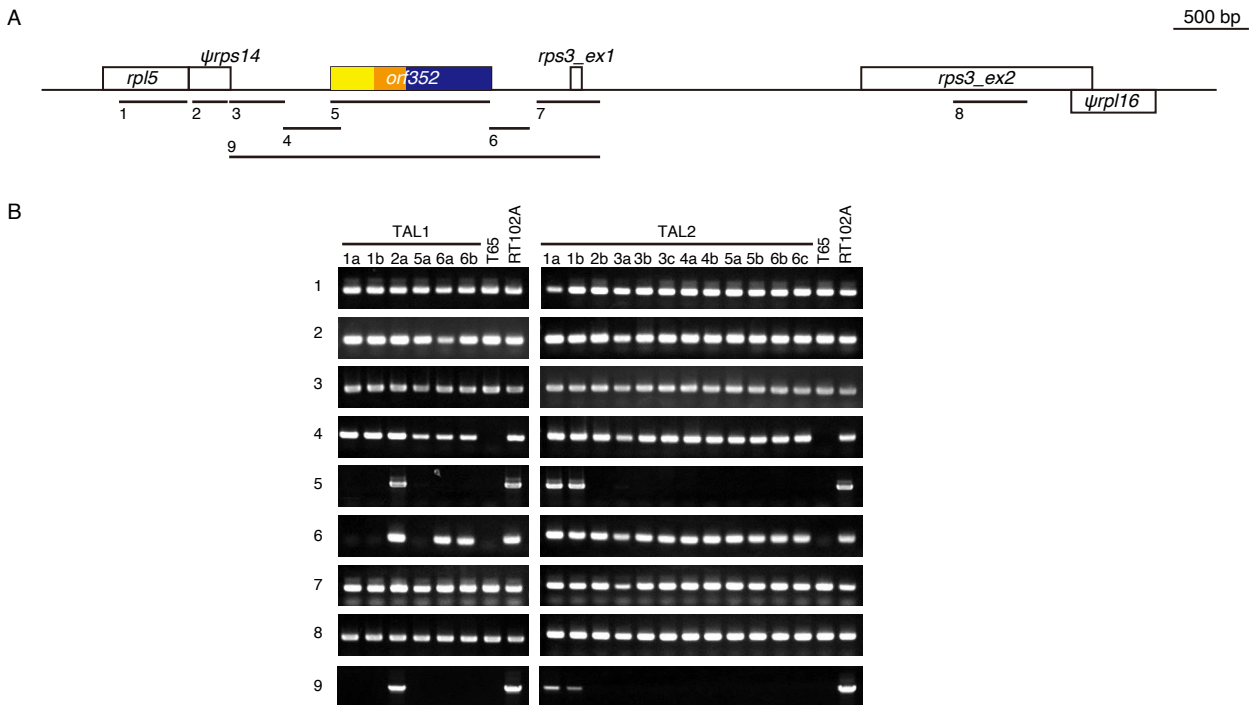 A
500 bp
ψrps14
rps3_ex1
rpl5
orf352
rps3_ex2
ψrpl16
1 2 3 5 7 8
4 6
9
B
TAL1 T65 RT102A TAL2 T65 RT102A
1a 1b 2a 5a 6a 6b 1a 1b 2b 3a 3b 3c 4a 4b 5a 5b 6b 6c
1
2
3
4
5
6
7
8
9